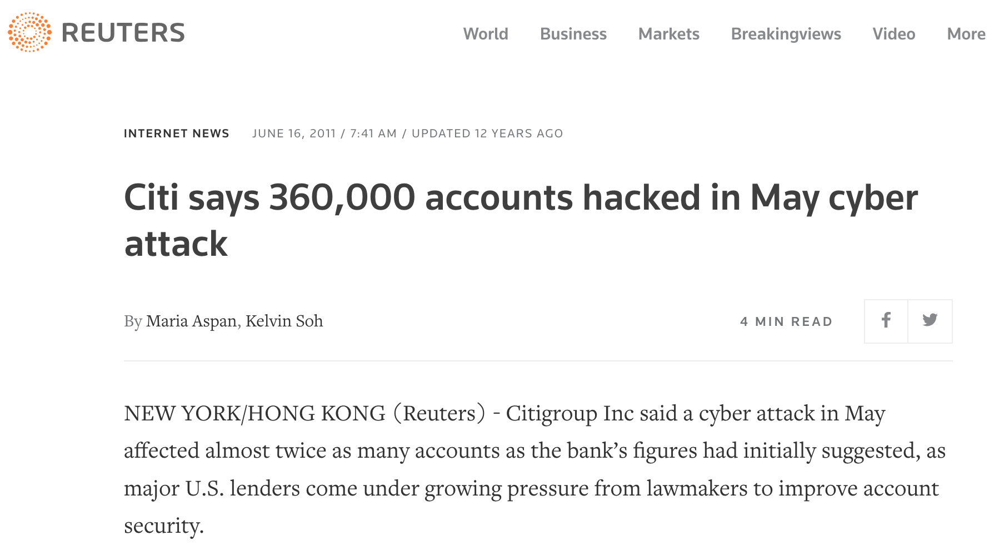 REUTERS
World Business Markets Breakingviews Video More
INTERNET NEWS JUNE 16, 2011 / 7:41 AM / UPDATED 12 YEARS AGO
Citi says 360,000 accounts hacked in May cyber
attack
By Maria Aspan, Kelvin Soh
4 MIN READ
NEW YORK/HONG KONG (Reuters) - Citigroup Inc said a cyber attack in May
affected almost twice as many accounts as the bank’s figures had initially suggested, as
major U.S. lenders come under growing pressure from lawmakers to improve account
security.